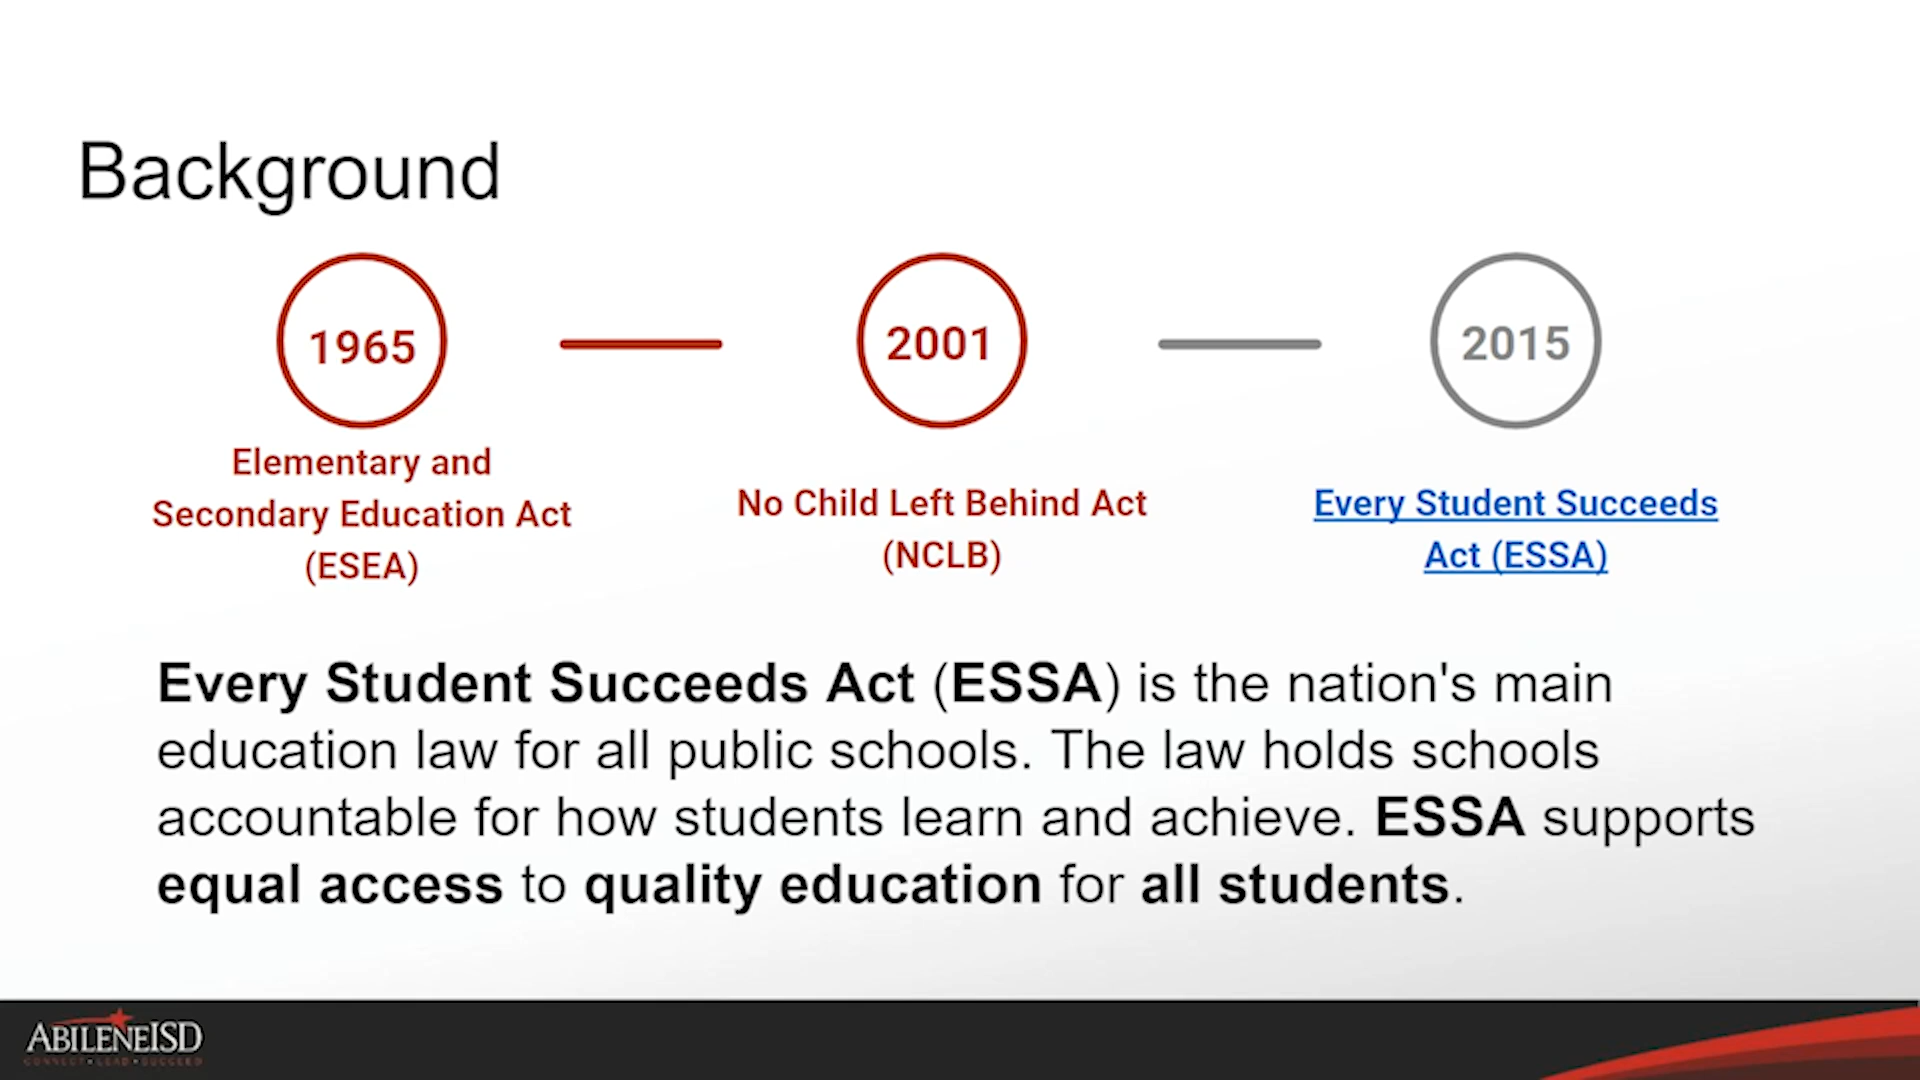 Background
1965
2001
2015
Elementary and
Secondary Education Act
(ESEA)
No Child Left Behind Act
(NCLB)
Every Student Succeeds
Act (ESSA)
Every Student Succeeds Act (ESSA) is the nation's main
education law for all public schools. The law holds schools
accountable for how students learn and achieve. ESSA supports
equal access to quality education for all students.
ABILENEISD
CONNECT • LEAD • SUCCEED